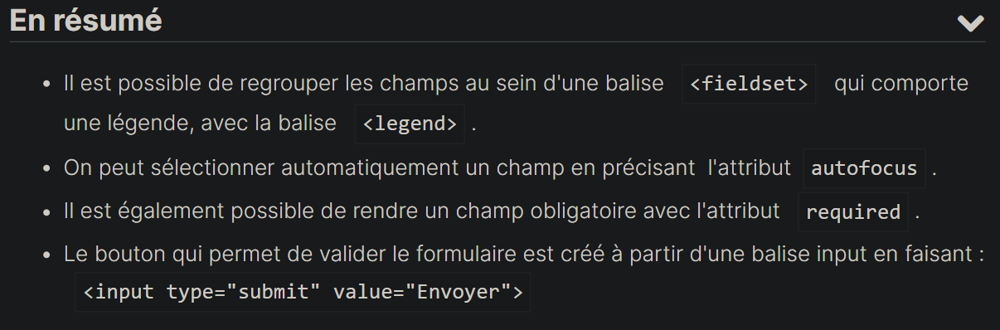 En résumé
• Il est possible de regrouper les champs au sein d'une balise <fieldset> qui comporte
une légende, avec la balise <legend> .
• On peut sélectionner automatiquement un champ en précisant l'attribut autofocus .
• Il est également possible de rendre un champ obligatoire avec l'attribut required .
• Le bouton qui permet de valider le formulaire est créé à partir d'une balise input en faisant :
<input type="submit" value="Envoyer">